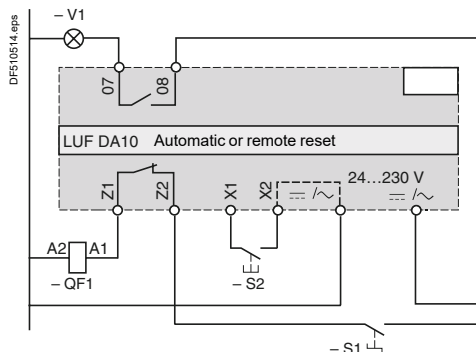 – V1
DF510514.eps
07
08
LUF DA10 Automatic or remote reset
24...230 V
Z1
Z2
X1
X2
/~
/~
A2
A1
– QF1
– S2
– S1